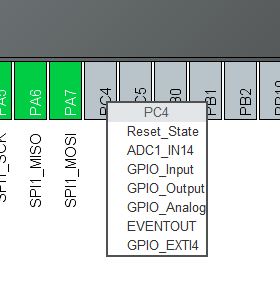 PA5
PA6
PA7
PC4
PB0
PB1
PB2
PB10
SPI1_SCK
SPI1_MISO
SPI1_MOSI
PC4
Reset_State
ADC1_IN14
GPIO_Input
GPIO_Output
GPIO_Analog
EVENTOUT
GPIO_EXTI4